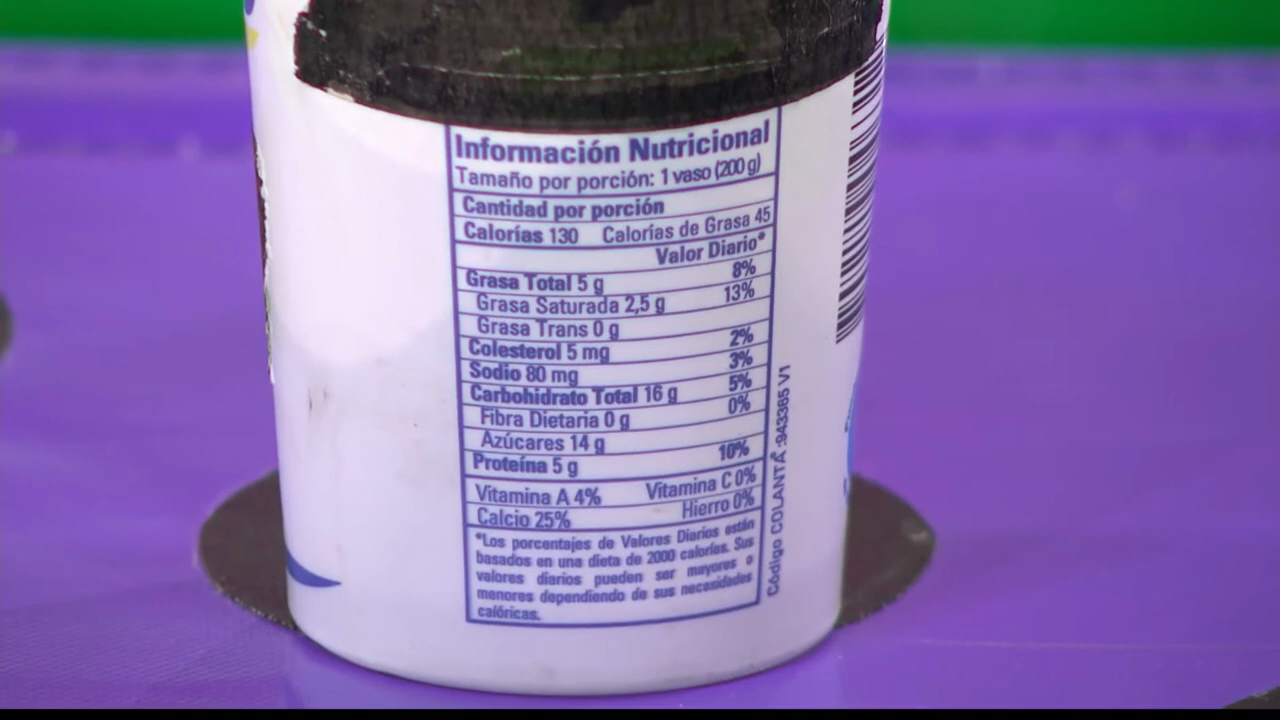 Información Nutricional
Tamaño por porción: 1 vaso (200 g)
Cantidad por porción
Calorías 130 Calorías de Grasa 45
Valor Diario*
Grasa Total 5 g 8%
Grasa Saturada 2,5 g 13%
Grasa Trans 0 g
Colesterol 5 mg 2%
Sodio 80 mg 3%
Carbohidrato Total 16 g 5%
Fibra Dietaria 0 g 0%
Azúcares 14 g
Proteína 5 g 10%
Vitamina A 4% Vitamina C 0%
Calcio 25% Hierro 0%
*Los porcentajes de Valores Diarios están
basados en una dieta de 2000 calorías. Sus
valores diarios pueden ser mayores o
menores dependiendo de sus necesidades
calóricas.
Código COLANTA :943365 V1